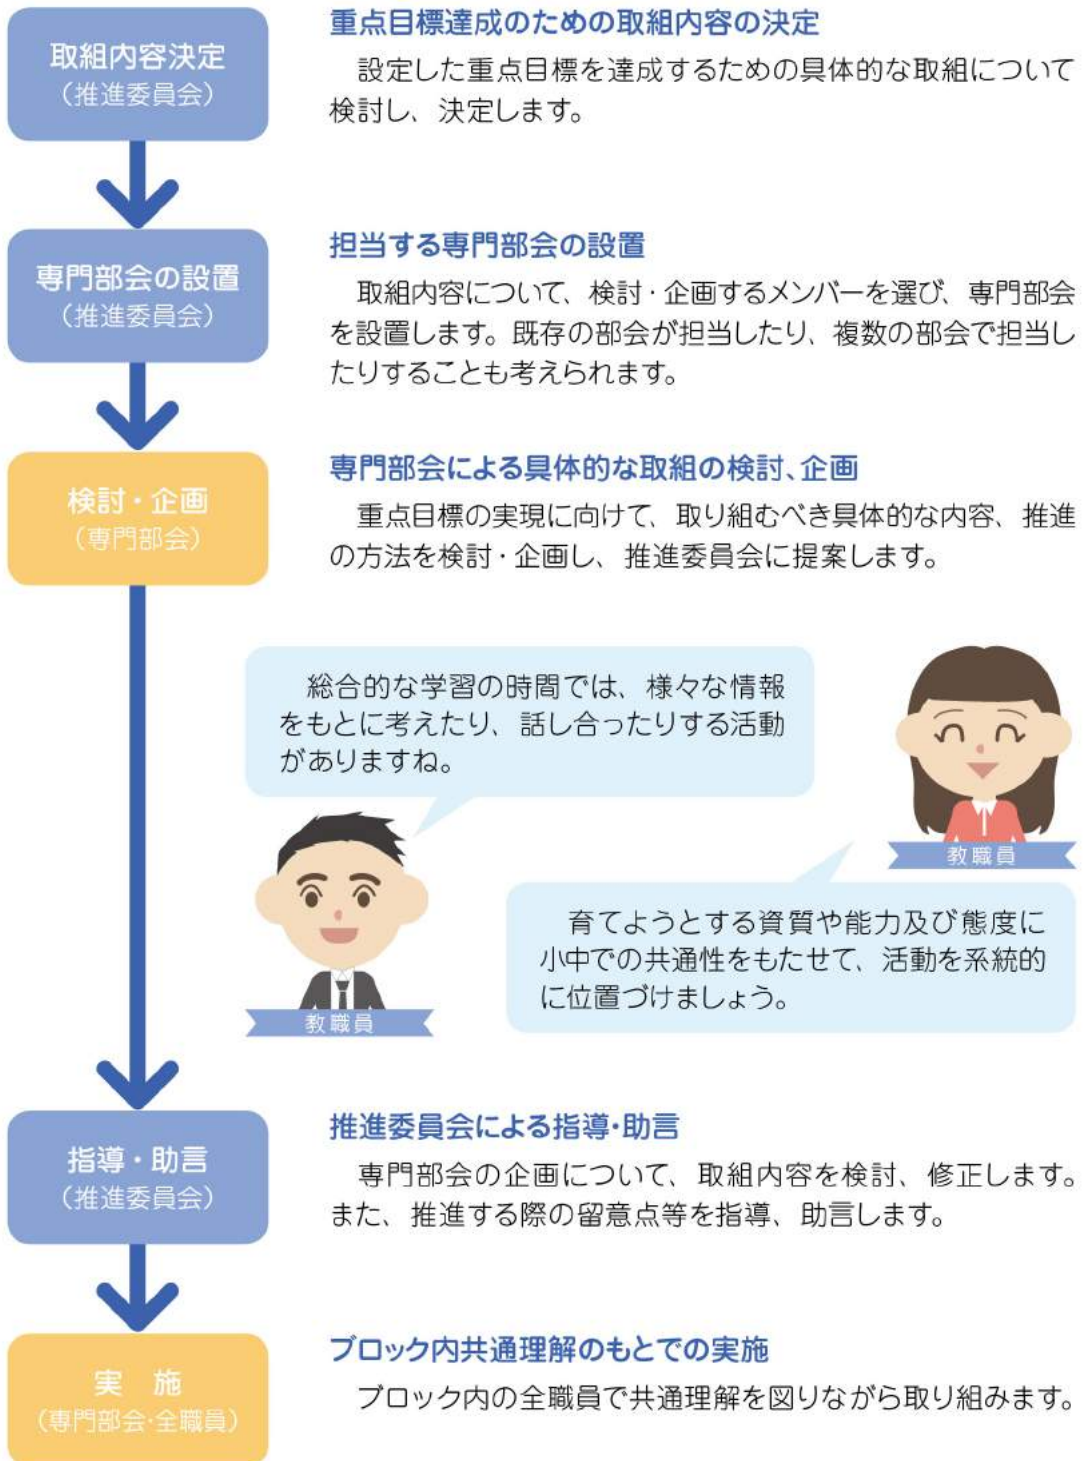 取組内容決定
（推進委員会）
重点目標達成のための取組内容の決定
設定した重点目標を達成するための具体的な取組について
検討し、決定します。
専門部会の設置
（推進委員会）
担当する専門部会の設置
取組内容について、検討・企画するメンバーを選び、専門部会
を設置します。既存の部会が担当したり、複数の部会で担当し
たりすることも考えられます。
検討・企画
（専門部会）
専門部会による具体的な取組の検討、企画
重点目標の実現に向けて、取り組むべき具体的な内容、推進
の方法を検討・企画し、推進委員会に提案します。
総合的な学習の時間では、様々な情報
をもとに考えたり、話し合ったりする活動
がありますね。
教職員
教職員
育てようとする資質や能力及び態度に
小中での共通性をもたせて、活動を系統的
に位置づけましょう。
指導・助言
（推進委員会）
推進委員会による指導・助言
専門部会の企画について、取組内容を検討、修正します。
また、推進する際の留意点等を指導、助言します。
実　施
（専門部会・全職員）
ブロック内共通理解のもとでの実施
ブロック内の全職員で共通理解を図りながら取り組みます。